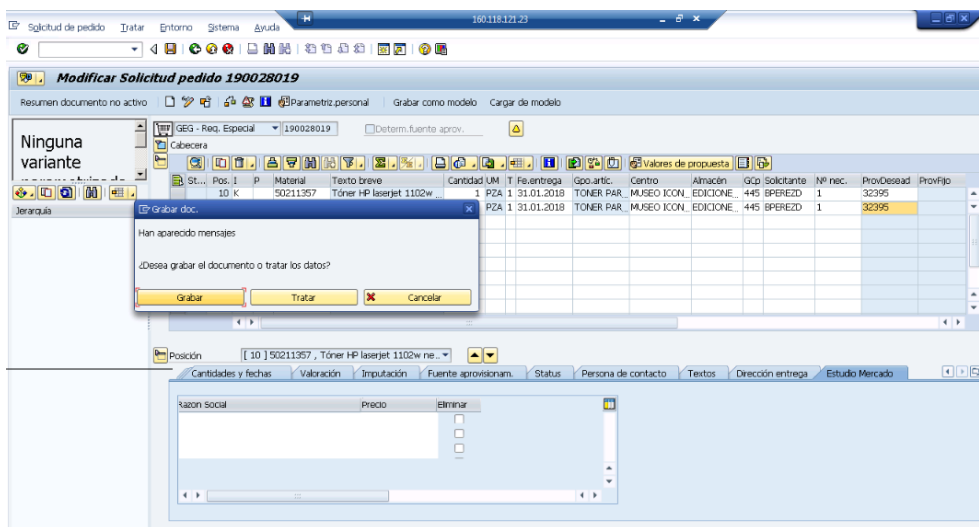 160.118.121.23
Solicitud de pedido Tratar Entorno Sistema Ayuda
Modificar Solicitud pedido 190028019
Resumen documento no activo Parametriz.personal Grabar como modelo Cargar de modelo
Ninguna
variante
GEG - Req. Especial 190028019 Determ.fuente aprov.
Cabecera
Valores de propuesta
St... Pos. I P Material Texto breve Cantidad UM T Fe.entrega Gpo.artíc. Centro Almacén GCp Solicitante Nº nec. ProvDesead ProvFijo
10 K 50211357 Tóner HP laserjet 1102w ... 1 PZA 1 31.01.2018 TONER PAR... MUSEO ICON... EDICIONE... 445 BPEREZD 1 32395
PZA 1 31.01.2018 TONER PAR... MUSEO ICON... EDICIONE... 445 BPEREZD 1 32395
Jerarquía
Grabar doc.
Han aparecido mensajes
¿Desea grabar el documento o tratar los datos?
Grabar Tratar Cancelar
Posición [ 10 ] 50211357 , Tóner HP laserjet 1102w ne...
Cantidades y fechas Valoración Imputación Fuente aprovisionam. Status Persona de contacto Textos Dirección entrega Estudio Mercado
Razon Social Precio Eliminar